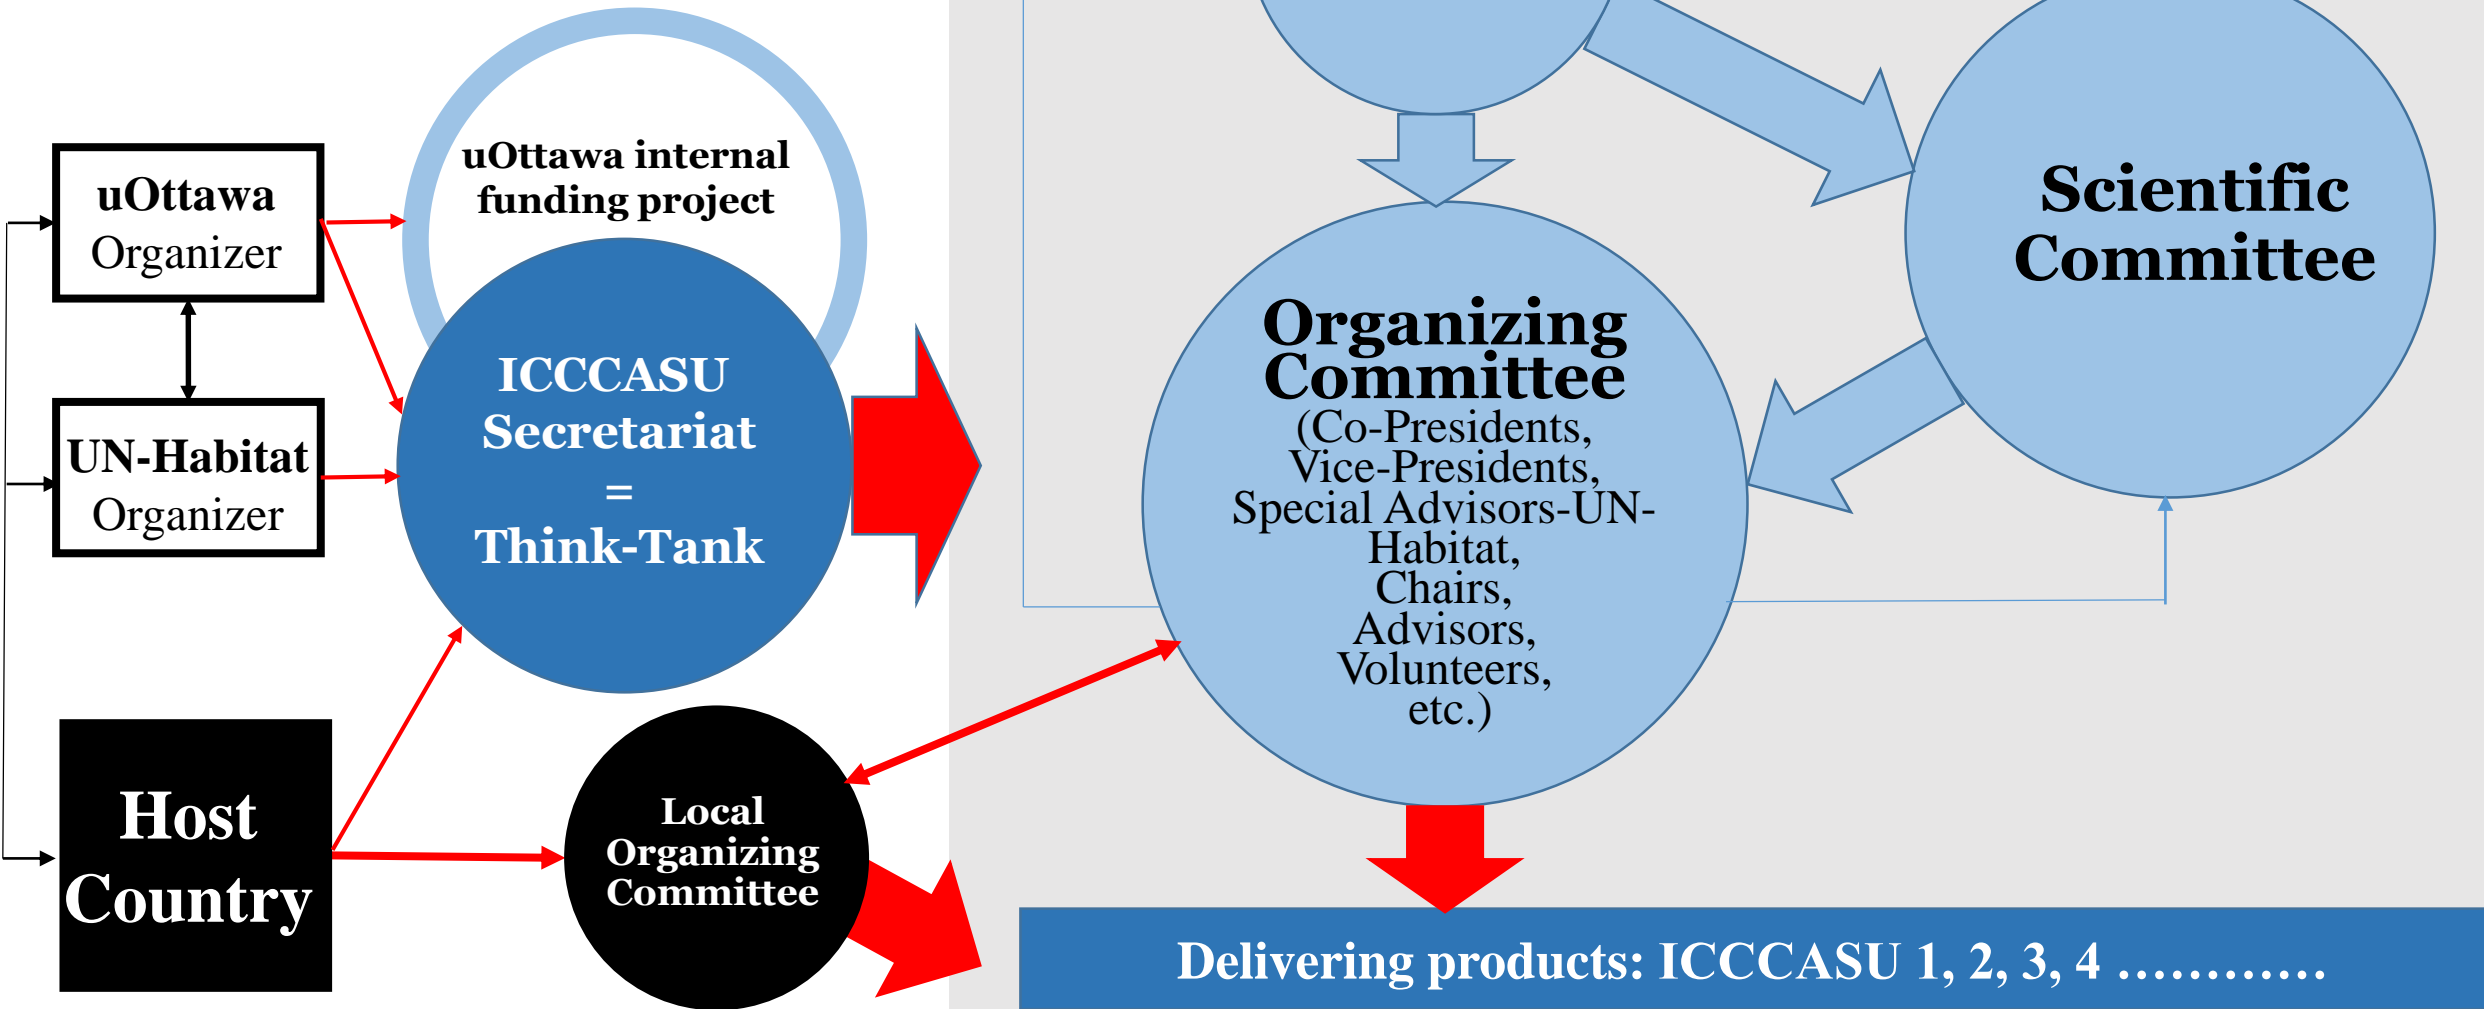 uOttawa internal
funding project
uOttawa
Organizer
UN-Habitat
Organizer
ICCCASU
Secretariat
=
Think-Tank
Host
Country
Local
Organizing
Committee
Scientific
Committee
Organizing
Committee
(Co-Presidents,
Vice-Presidents,
Special Advisors-UN-
Habitat,
Chairs,
Advisors,
Volunteers,
etc.)
Delivering products: ICCCASU 1, 2, 3, 4 …………